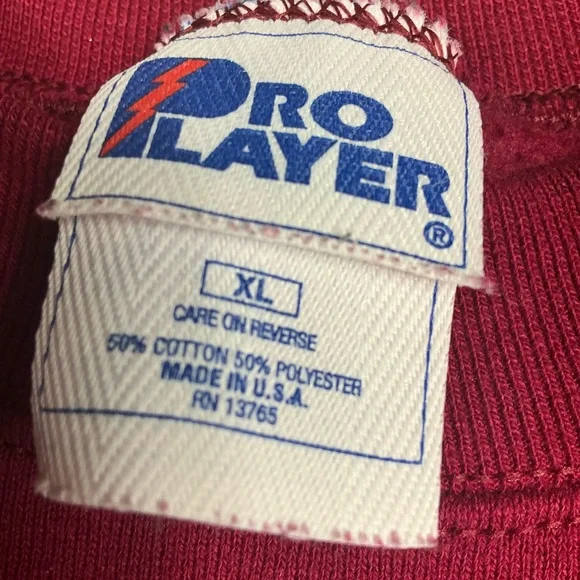 PRO
PLAYER
®
XL
CARE ON REVERSE
50% COTTON 50% POLYESTER
MADE IN U.S.A.
RN 13765